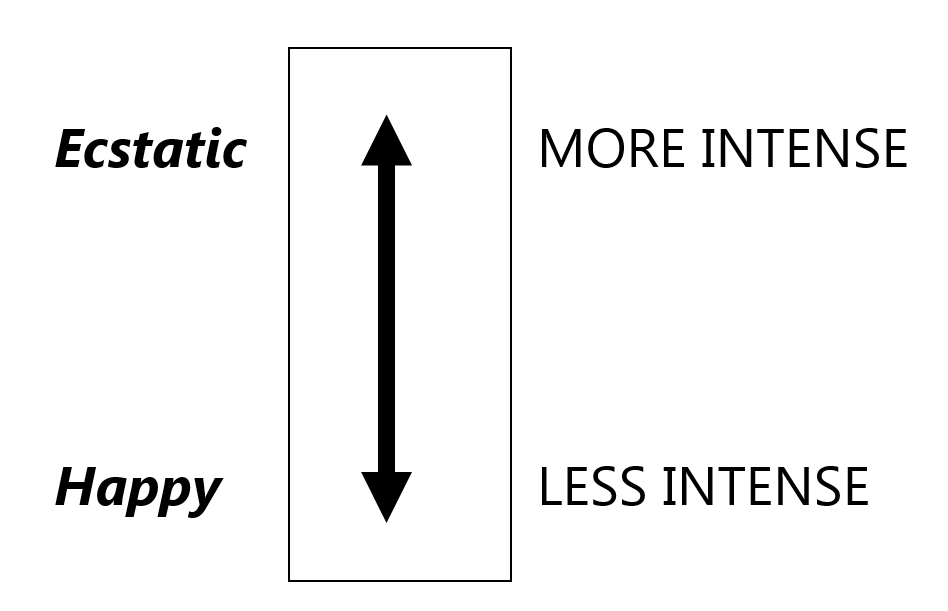 Ecstatic
MORE INTENSE
Happy
LESS INTENSE